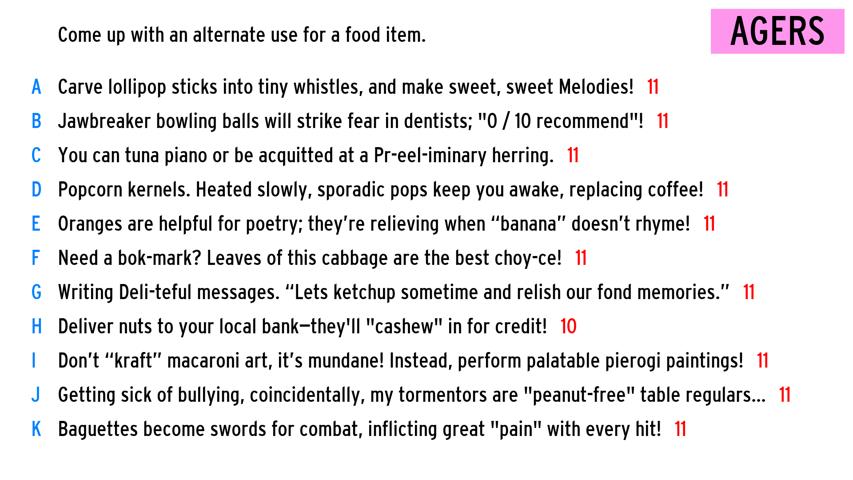 Come up with an alternate use for a food item.
AGERS
A Carve lollipop sticks into tiny whistles, and make sweet, sweet Melodies! 11
B Jawbreaker bowling balls will strike fear in dentists; "0 / 10 recommend"! 11
C You can tuna piano or be acquitted at a Pr-eel-iminary herring. 11
D Popcorn kernels. Heated slowly, sporadic pops keep you awake, replacing coffee! 11
E Oranges are helpful for poetry; they’re relieving when “banana” doesn’t rhyme! 11
F Need a bok-mark? Leaves of this cabbage are the best choy-ce! 11
G Writing Deli-teful messages. “Lets ketchup sometime and relish our fond memories.” 11
H Deliver nuts to your local bank—they'll "cashew" in for credit! 10
I Don’t “kraft” macaroni art, it’s mundane! Instead, perform palatable pierogi paintings! 11
J Getting sick of bullying, coincidentally, my tormentors are "peanut-free" table regulars... 11
K Baguettes become swords for combat, inflicting great "pain" with every hit! 11